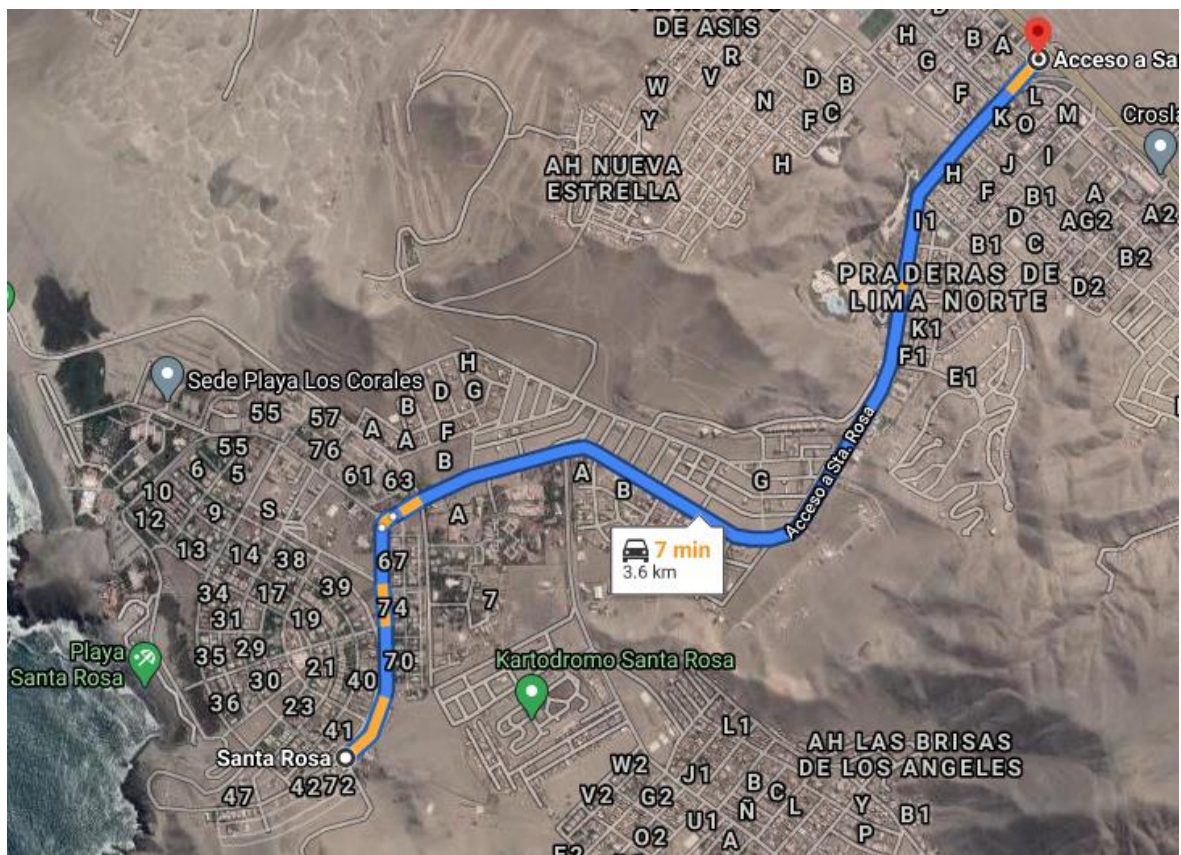 DE ASIS
H
B
A
D
G
R
V
W
Y
N
D
B
F
C
H
F
Acceso a
L
K
O
M
Crosla
AH NUEVA
ESTRELLA
H
J
I
F
B1
A
I1
D
AG2
A2
B1
C
B2
PRADERAS DE
LIMA NORTE
D2
K1
F1
E1
Sede Playa Los Corales
H
D
G
B
55
57
A
A
F
55
76
B
6
5
61
63
A
B
G
Acceso a Sta. Rosa
10
9
S
A
12
7 min
3.6 km
13
14
38
67
34
17
39
74
7
31
19
Playa
Santa Rosa
35
29
21
70
30
40
Kartodromo Santa Rosa
36
23
41
L1
Santa Rosa
AH LAS BRISAS
DE LOS ANGELES
W2
J1
B
C
47
42
72
V2
G2
Ñ
L
Y
B1
U1
O2
A
P